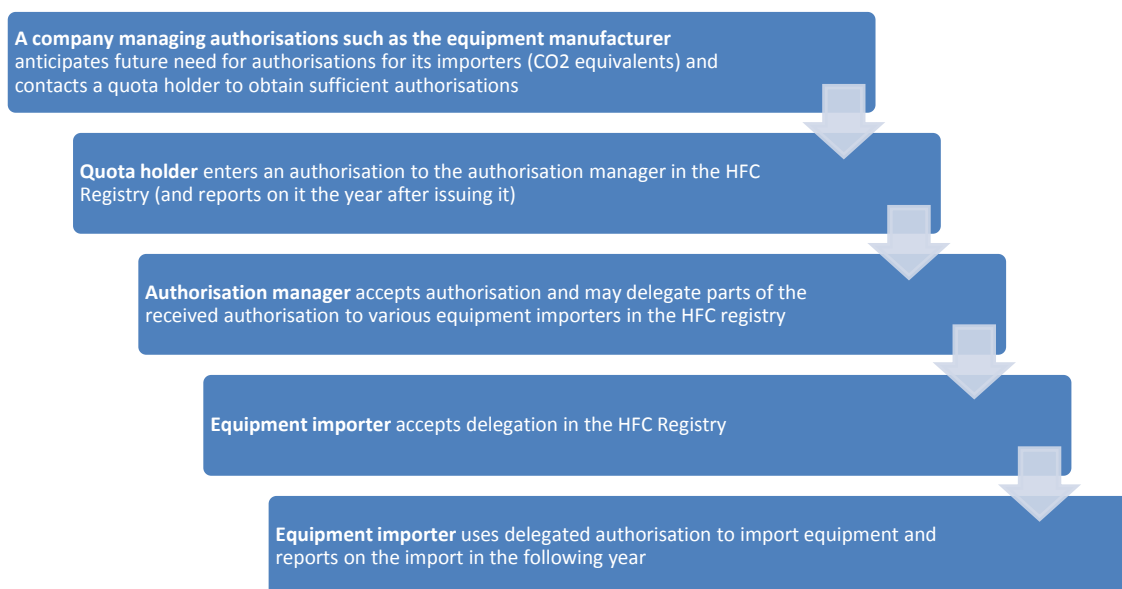 A company managing authorisations such as the equipment manufacturer
anticipates future need for authorisations for its importers (CO2 equivalents) and
contacts a quota holder to obtain sufficient authorisations
Quota holder enters an authorisation to the authorisation manager in the HFC
Registry (and reports on it the year after issuing it)
Authorisation manager accepts authorisation and may delegate parts of the
received authorisation to various equipment importers in the HFC registry
Equipment importer accepts delegation in the HFC Registry
Equipment importer uses delegated authorisation to import equipment and
reports on the import in the following year